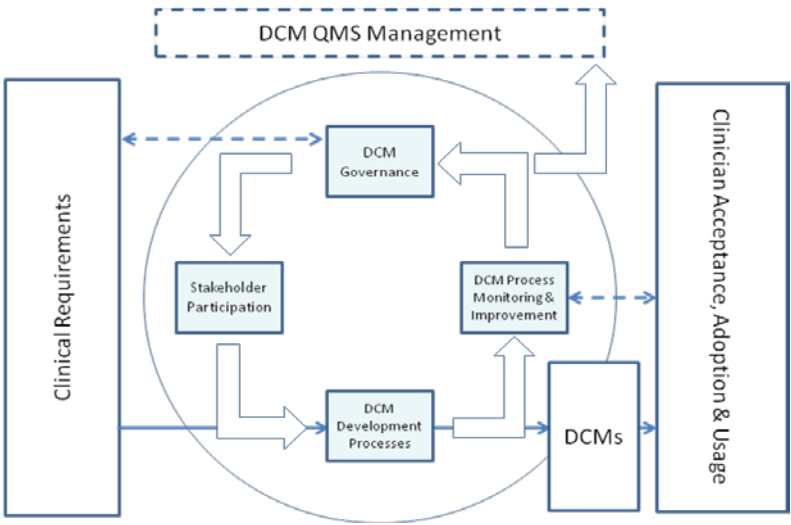 DCM QMS Management
Clinical Requirements
DCM
Governance
Stakeholder
Participation
DCM Process
Monitoring &
Improvement
DCM
Development
Processes
DCMs
Clinician Acceptance, Adoption & Usage